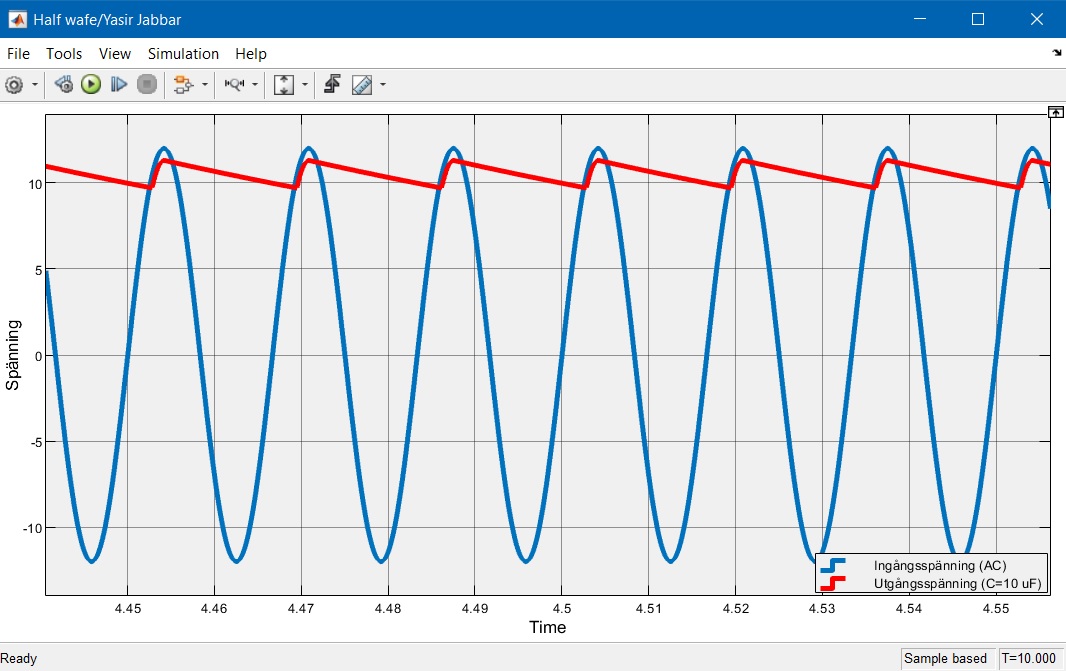 Half wafe/Yasir Jabbar
File Tools View Simulation Help
10
5
0
-5
-10
Spänning
4.45 4.46 4.47 4.48 4.49 4.5 4.51 4.52 4.53 4.54 4.55
Time
Ingångsspänning (AC)
Utgångsspänning (C=10 uF)
Ready
Sample based
T=10.000